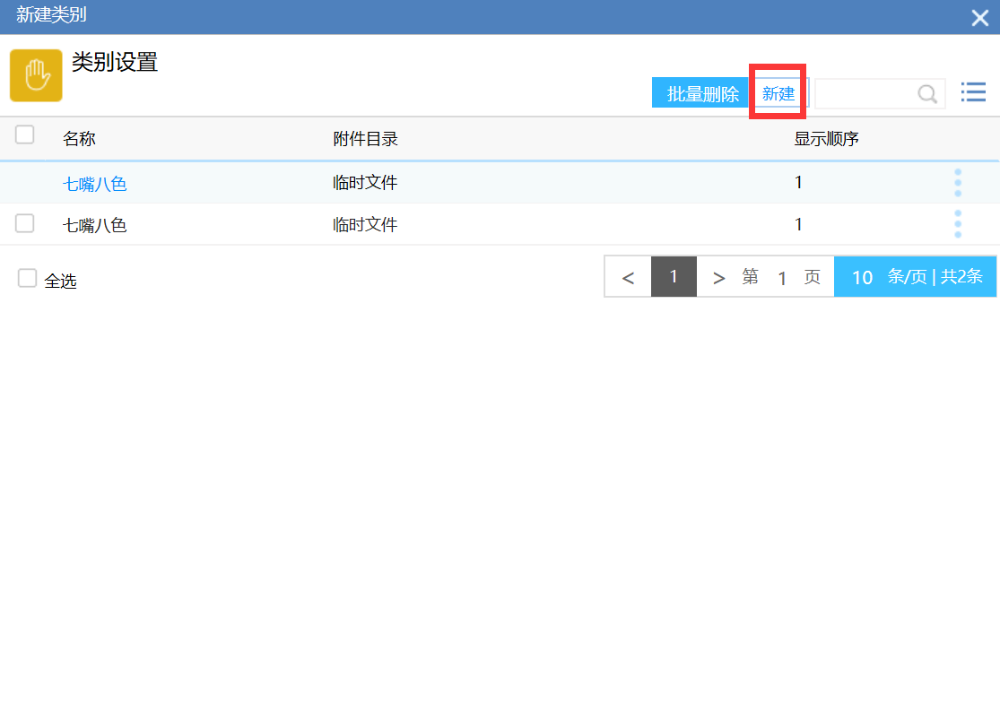 新建类别
类别设置
批量删除 新建
名称 附件目录 显示顺序
七嘴八色 临时文件 1
七嘴八色 临时文件 1
全选 < 1 > 第 1 页 10 条/页 | 共2条